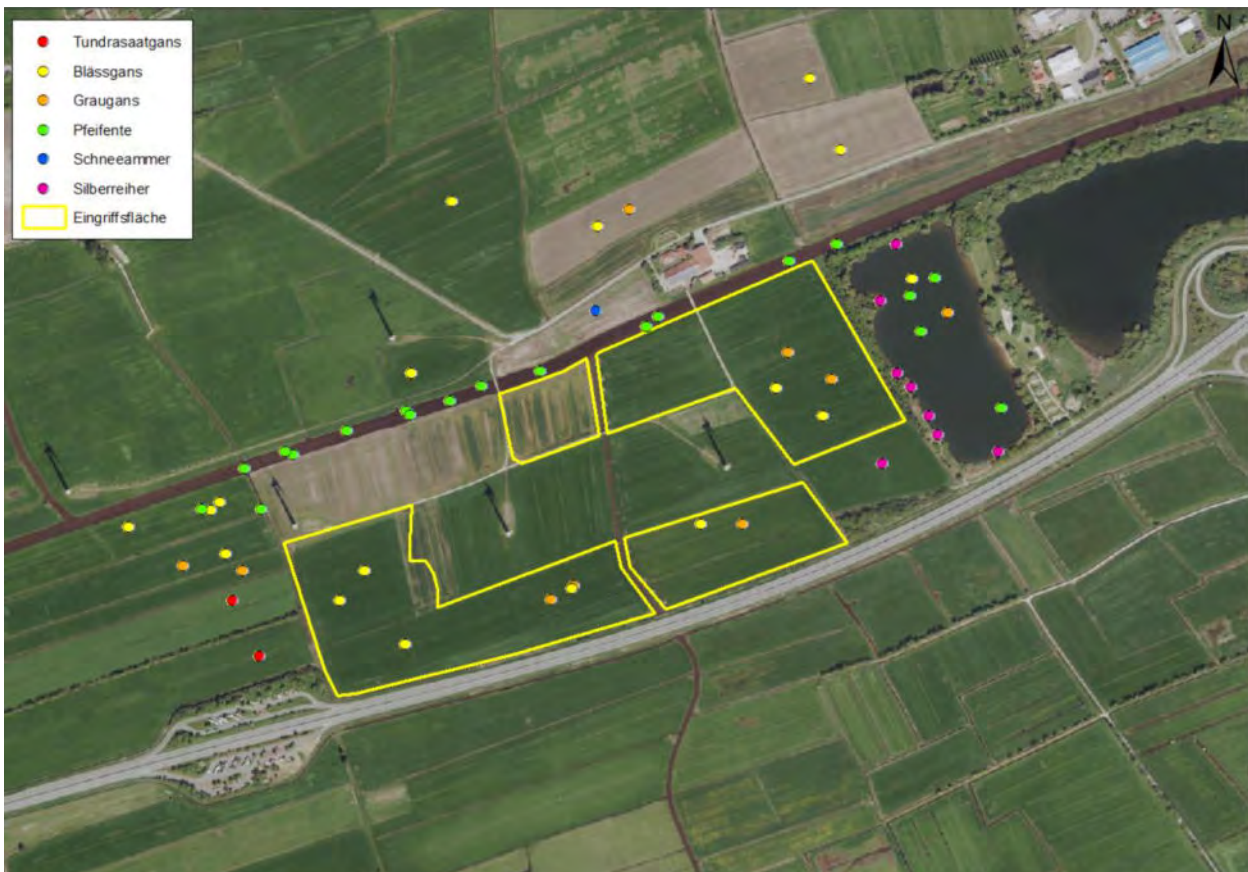 Tundrasaatgans
Blässgans
Graugans
Pfeifente
Schneeammer
Silberreiher
Eingriffsfläche
N